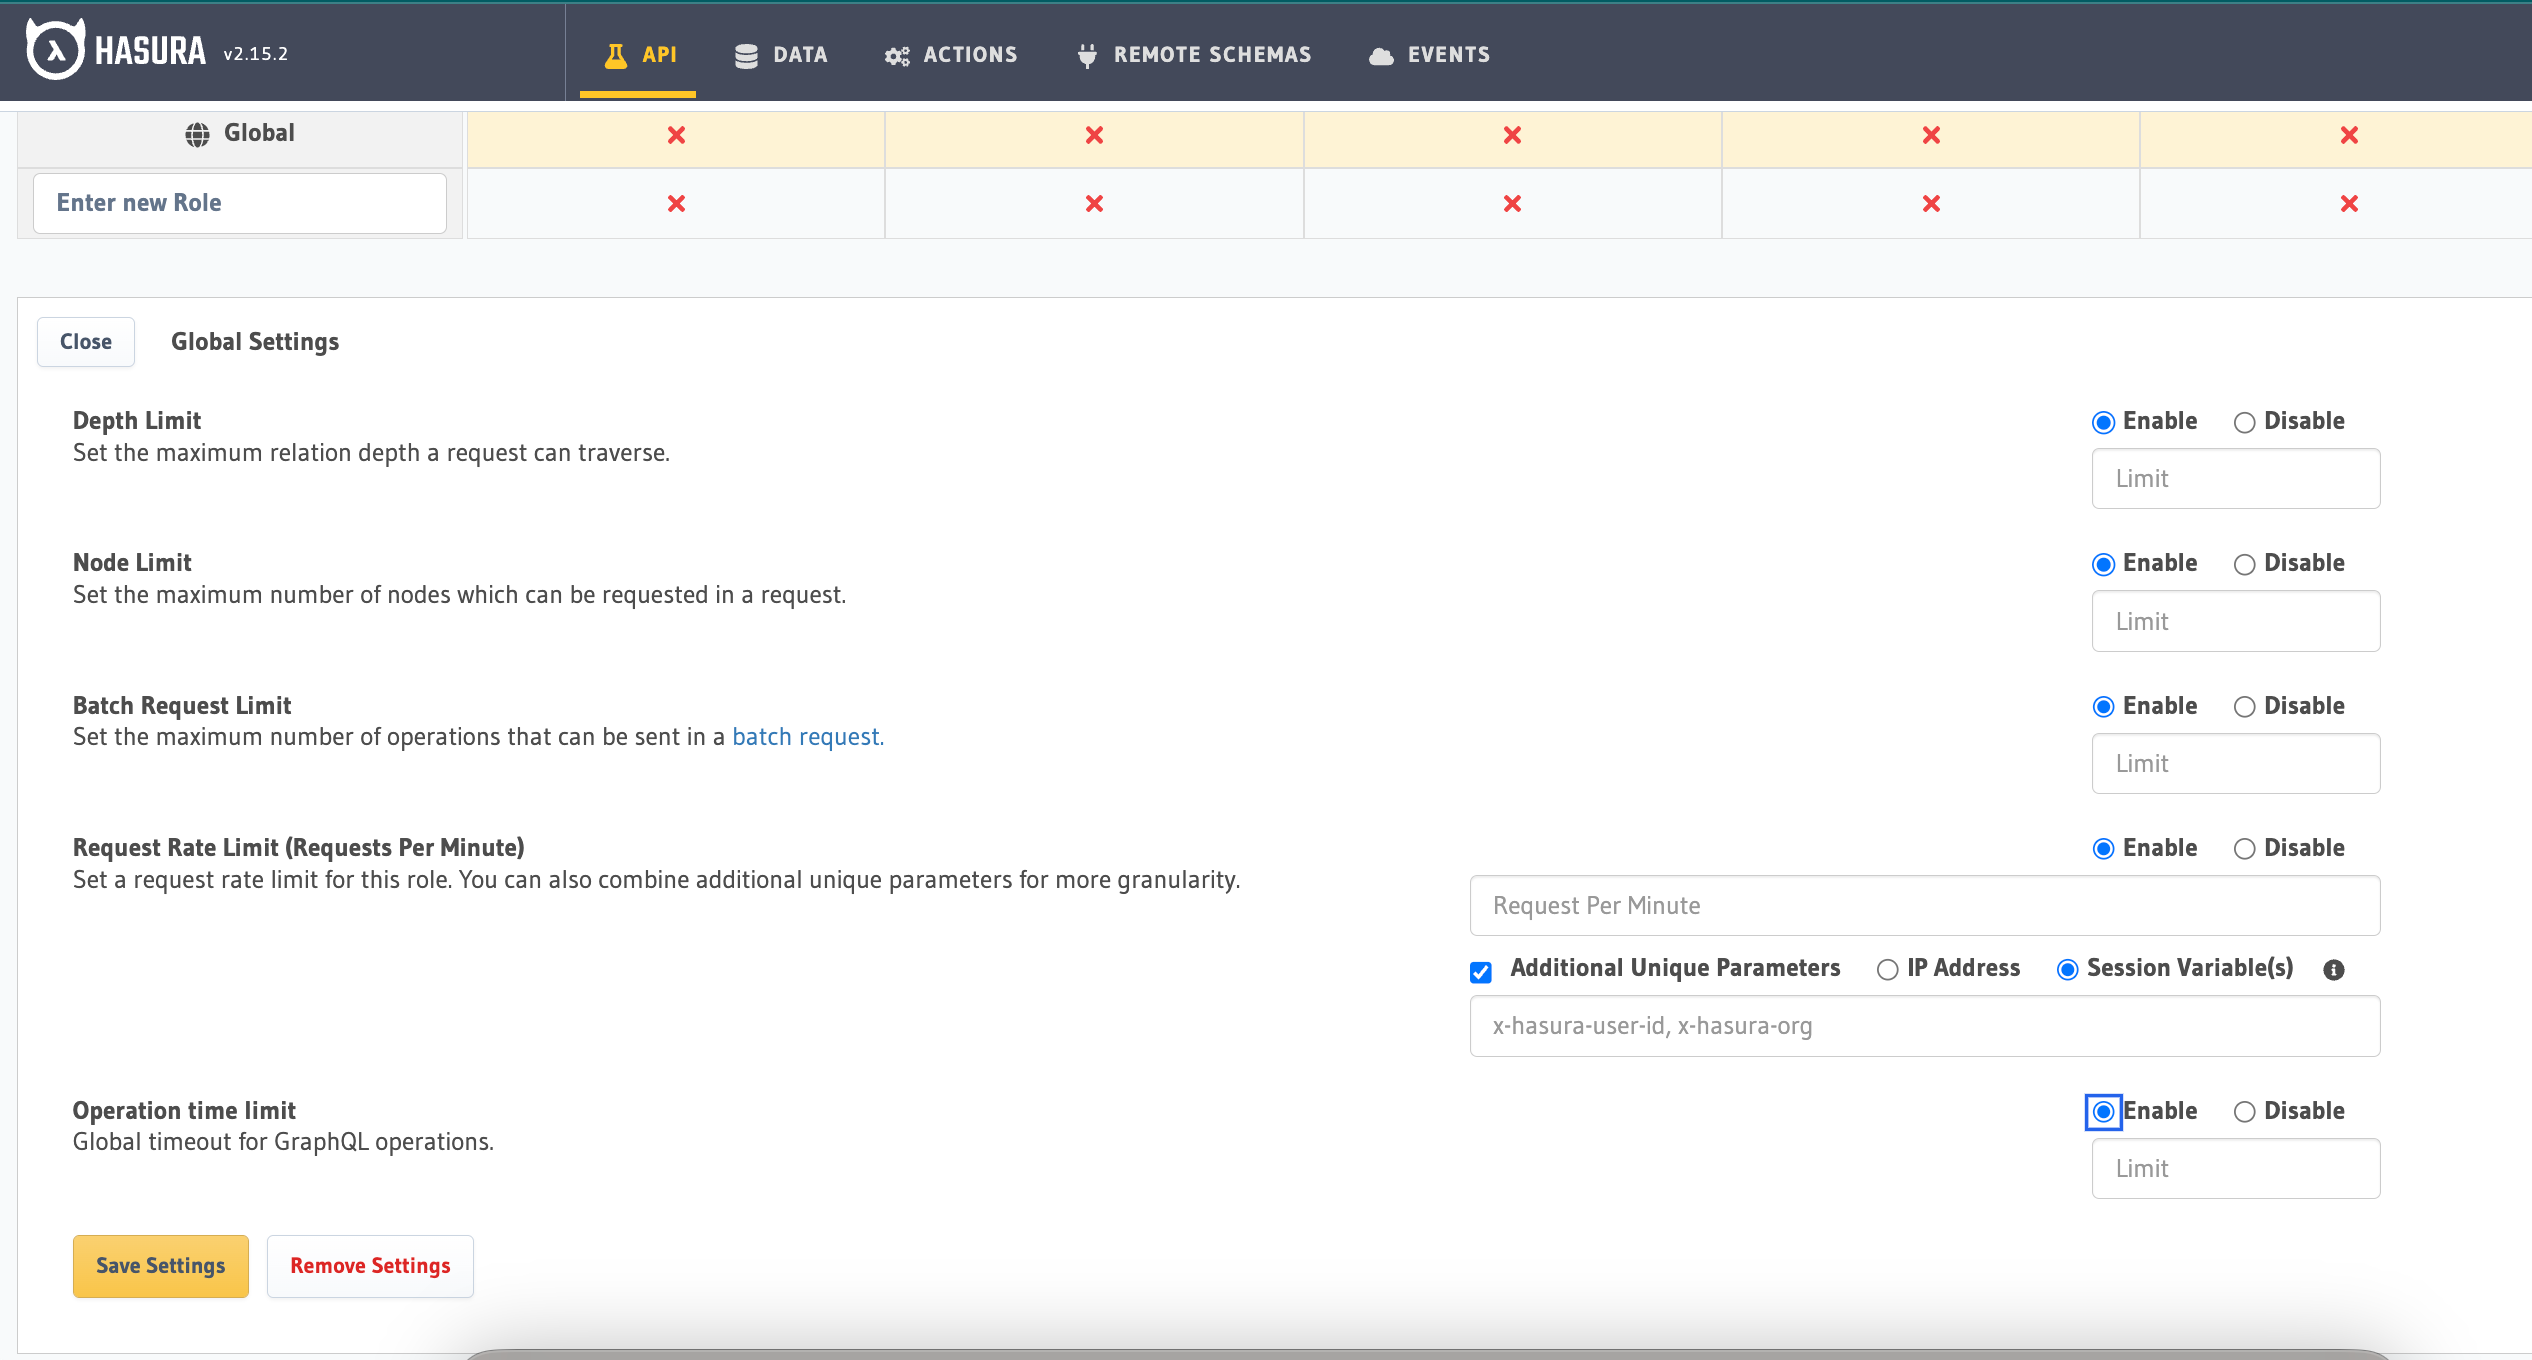 HASURA v2.15.2
API DATA ACTIONS REMOTE SCHEMAS EVENTS
Global
Enter new Role
Close Global Settings
Depth Limit Enable Disable
Set the maximum relation depth a request can traverse.
Limit
Node Limit Enable Disable
Set the maximum number of nodes which can be requested in a request.
Limit
Batch Request Limit Enable Disable
Set the maximum number of operations that can be sent in a batch request.
Limit
Request Rate Limit (Requests Per Minute) Enable Disable
Set a request rate limit for this role. You can also combine additional unique parameters for more granularity.
Request Per Minute
Additional Unique Parameters IP Address Session Variable(s)
x-hasura-user-id, x-hasura-org
Operation time limit Enable Disable
Global timeout for GraphQL operations.
Limit
Save Settings Remove Settings